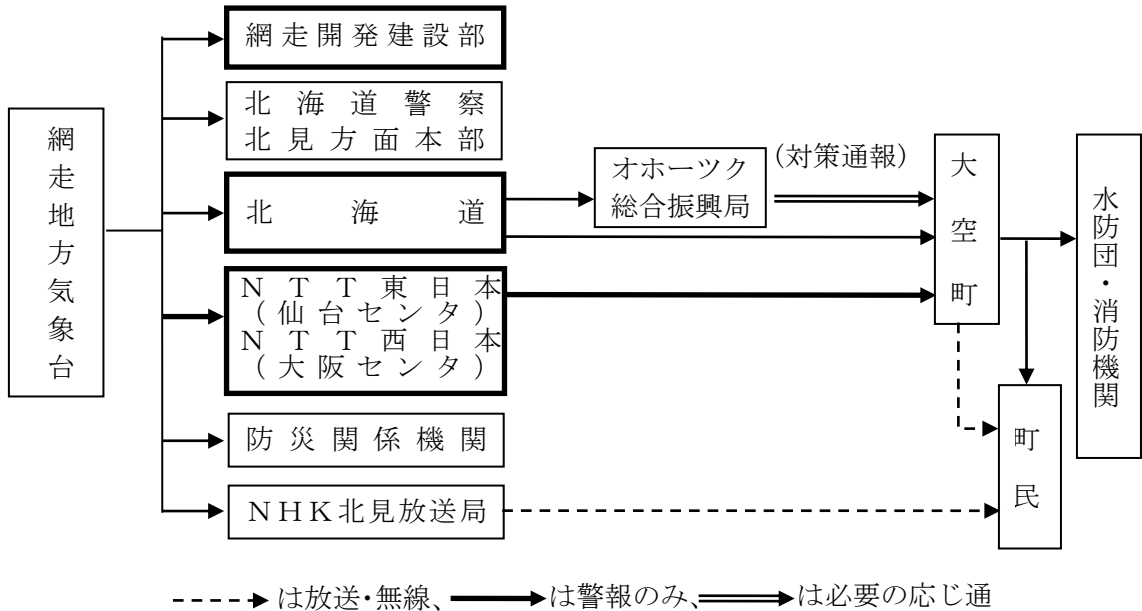 網走地方気象台
網走開発建設部
北海道警察
北見方面本部
北海道
NTT東日本
(仙台センタ)
NTT西日本
(大阪センタ)
防災関係機関
NHK北見放送局
オホーツク
総合振興局
(対策通報)
大空町
水防団・消防機関
町民
は放送・無線、は警報のみ、は必要の応じ通